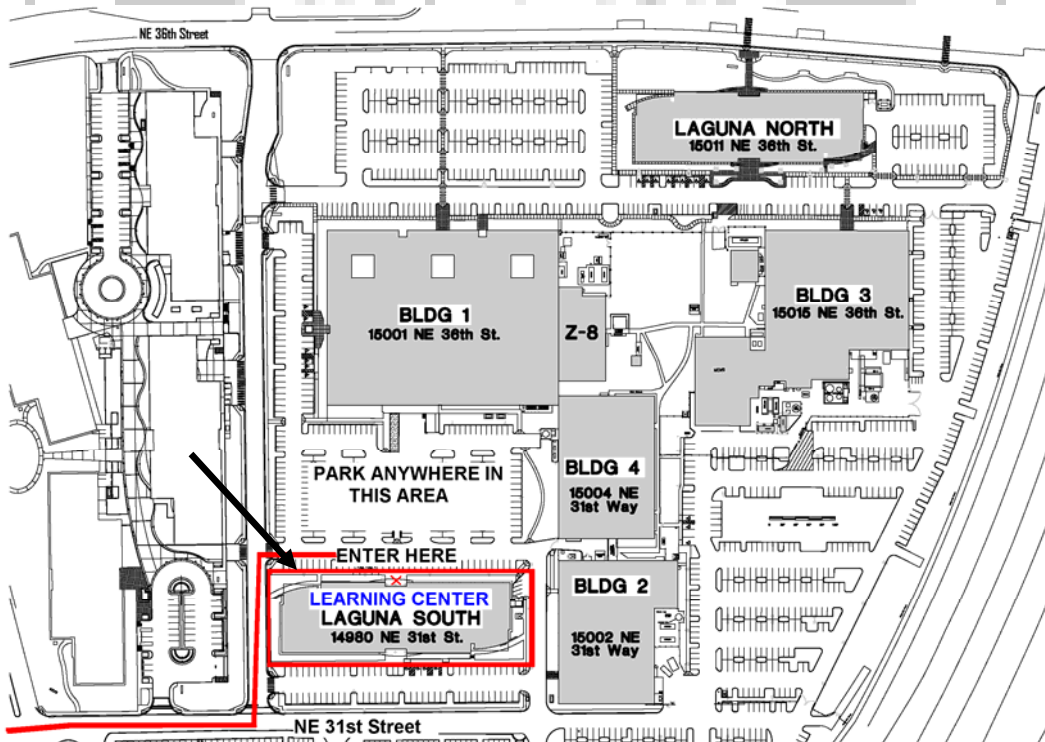 NE 36th Street
LAGUNA NORTH
15011 NE 36th St.
BLDG 1
15001 NE 36th St.
Z-8
BLDG 3
15015 NE 36th St.
PARK ANYWHERE IN
THIS AREA
BLDG 4
15004 NE
31st Way
ENTER HERE
LEARNING CENTER
LAGUNA SOUTH
14980 NE 31st St.
BLDG 2
15002 NE
31st Way
NE 31st Street